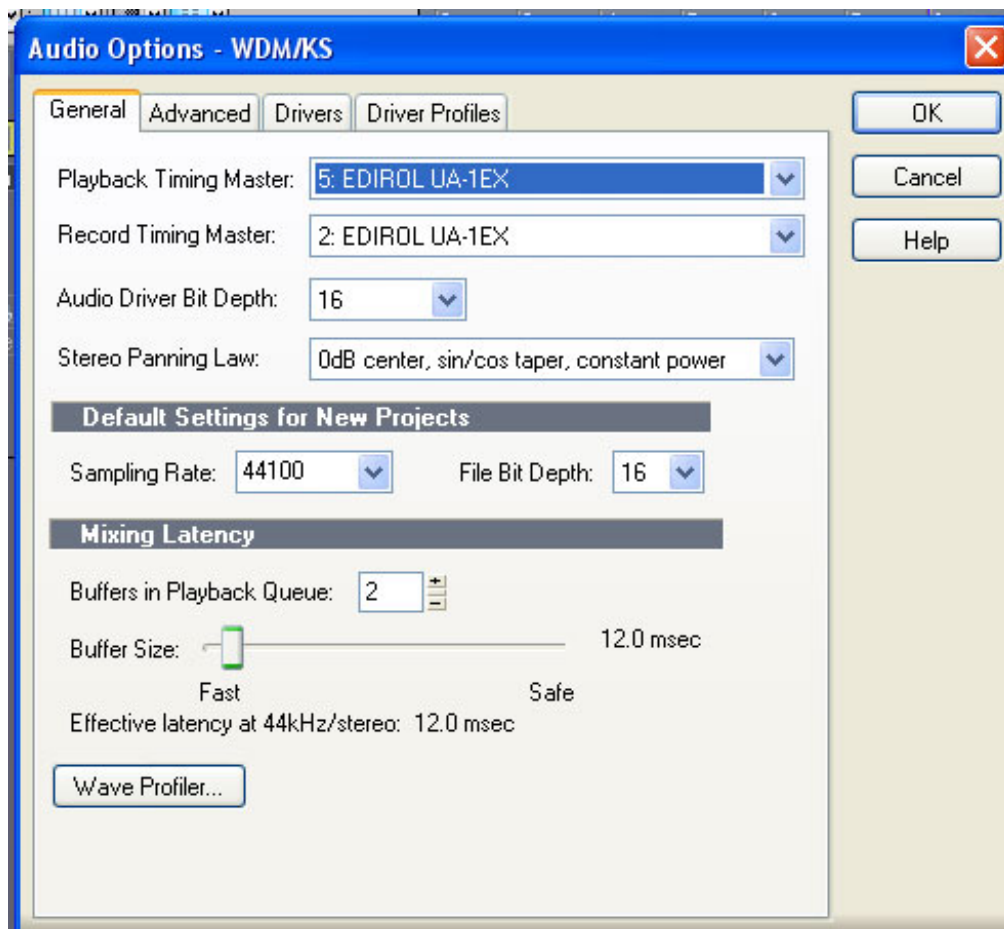 Audio Options - WDM/KS
General Advanced Drivers Driver Profiles
OK
Playback Timing Master: 5: EDIROL UA-1EX
Cancel
Record Timing Master: 2: EDIROL UA-1EX
Help
Audio Driver Bit Depth: 16
Stereo Panning Law: 0dB center, sin/cos taper, constant power
Default Settings for New Projects
Sampling Rate: 44100 File Bit Depth: 16
Mixing Latency
Buffers in Playback Queue: 2
Buffer Size: 12.0 msec
Fast Safe
Effective latency at 44kHz/stereo: 12.0 msec
Wave Profiler...